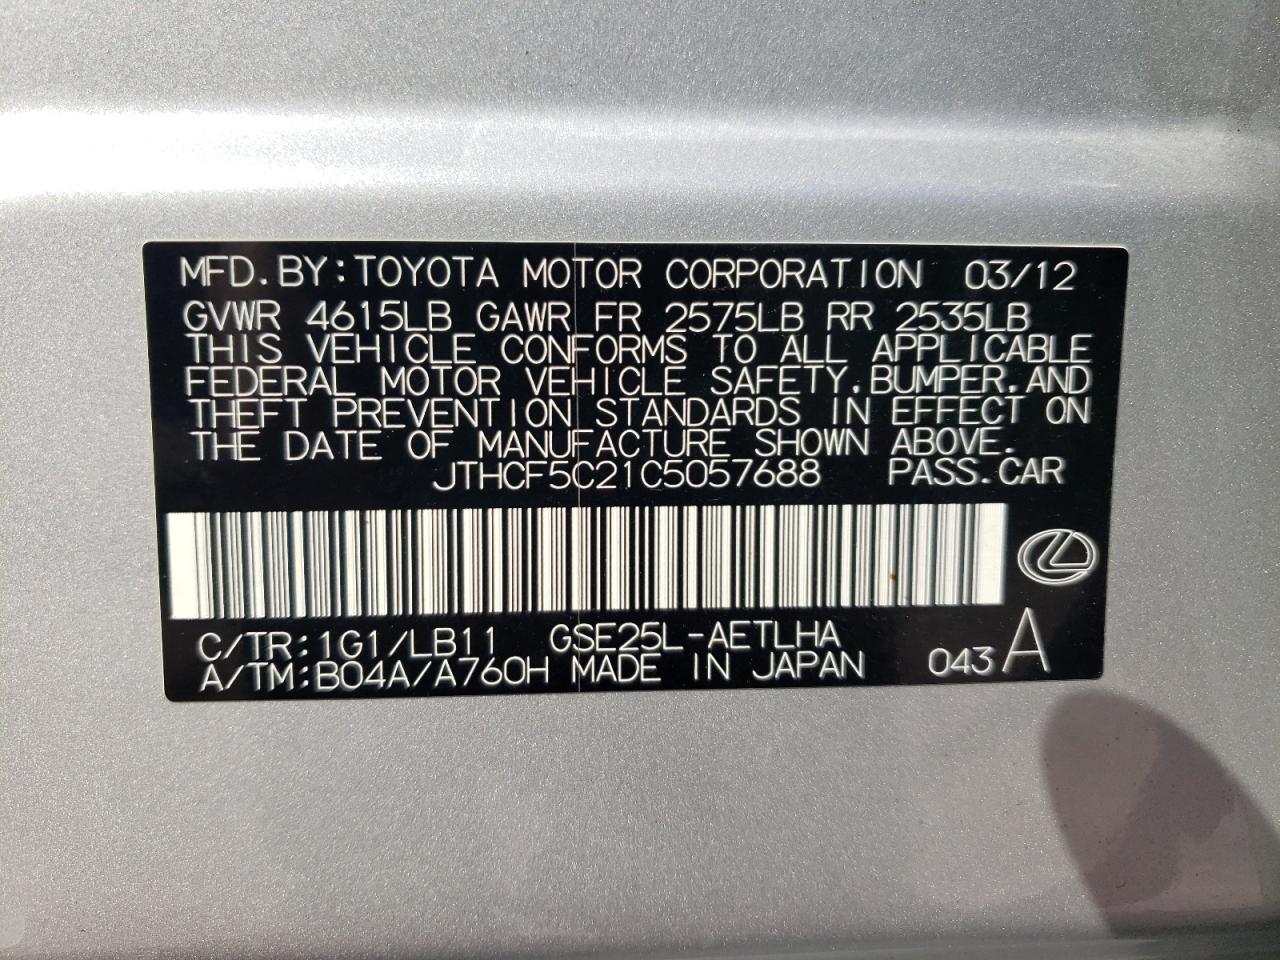 MFD.BY:TOYOTA MOTOR CORPORATION 03/12
GVWR 4615LB GAWR FR 2575LB RR 2535LB
THIS VEHICLE CONFORMS TO ALL APPLICABLE
FEDERAL MOTOR VEHICLE SAFETY,BUMPER,AND
THEFT PREVENTION STANDARDS IN EFFECT ON
THE DATE OF MANUFACTURE SHOWN ABOVE.
JTHCF5C21C5057688 PASS.CAR
C/TR:1G1/LB11 GSE25L-AETLHA
A/TM:B04A/A760H MADE IN JAPAN 043 A